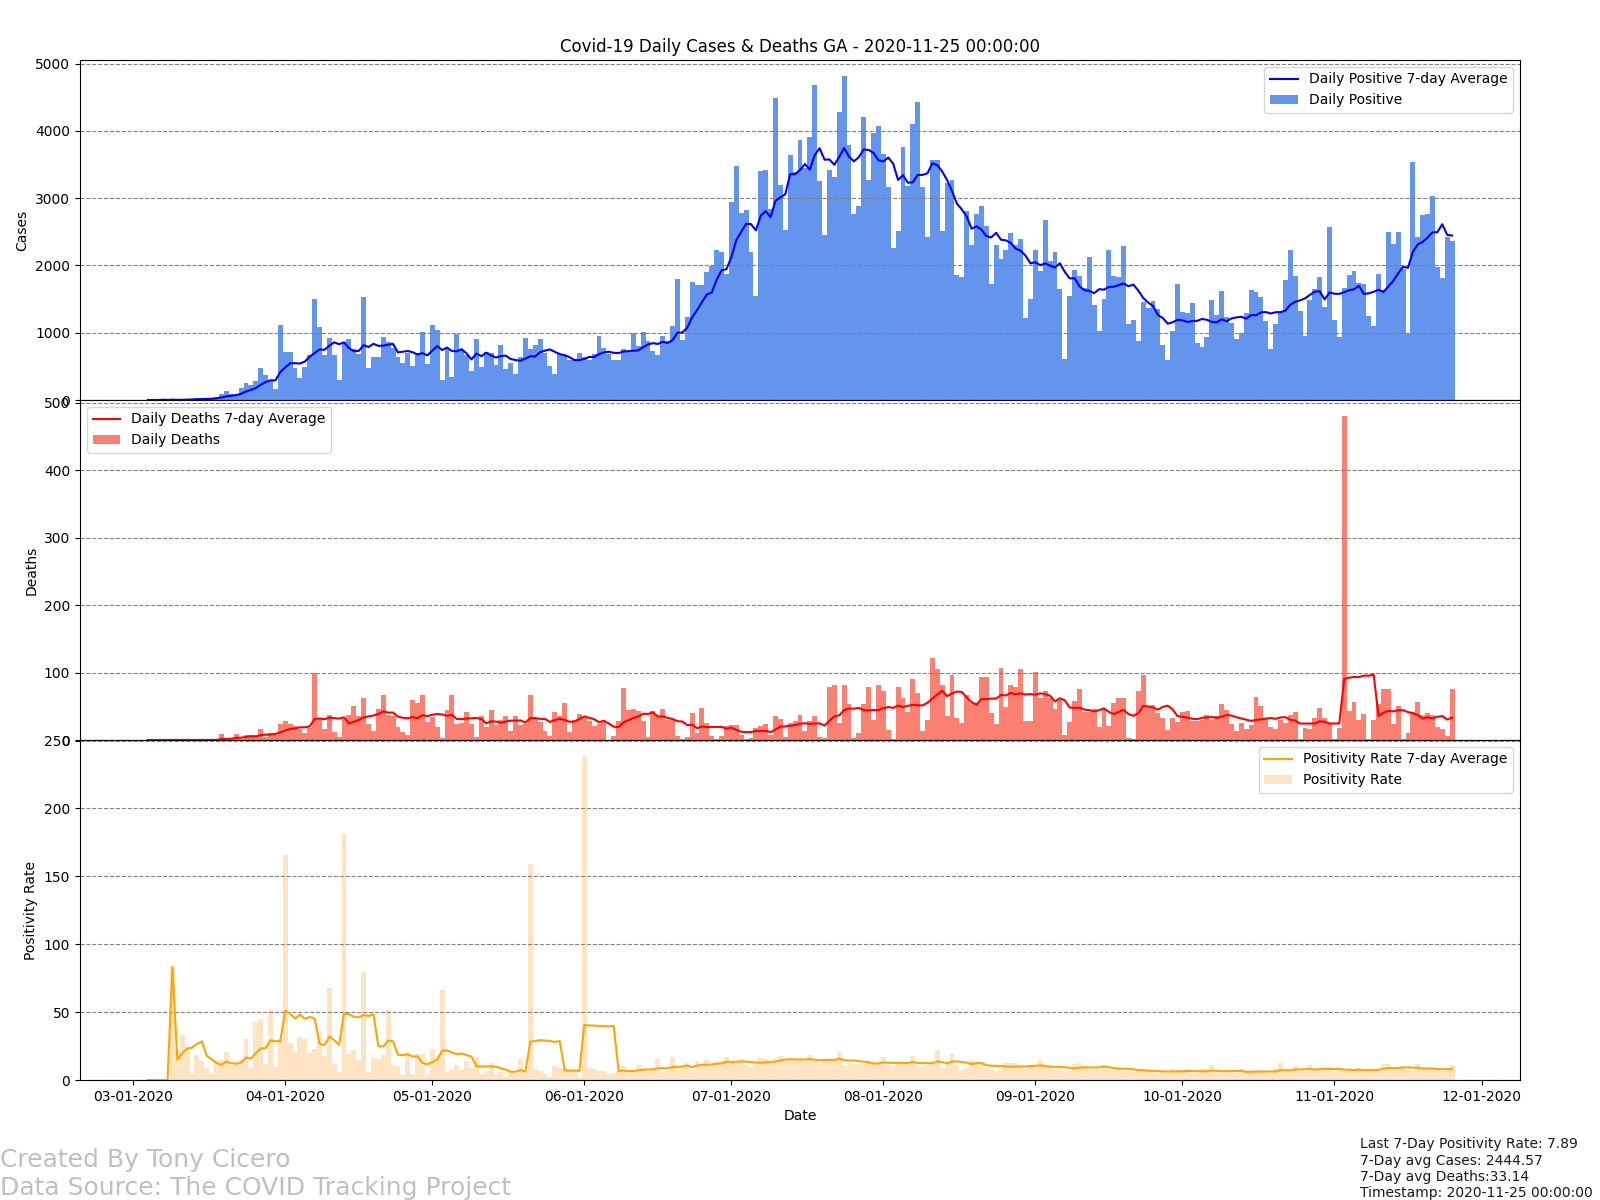 Covid-19 Daily Cases & Deaths GA - 2020-11-25 00:00:00
5000
4000
3000
2000
1000
0
Cases
Daily Positive 7-day Average
Daily Positive
500
400
300
200
100
0
Deaths
Daily Deaths 7-day Average
Daily Deaths
250
200
150
100
50
0
Positivity Rate
Positivity Rate 7-day Average
Positivity Rate
03-01-2020 04-01-2020 05-01-2020 06-01-2020 07-01-2020 08-01-2020 09-01-2020 10-01-2020 11-01-2020 12-01-2020
Date
Created By Tony Cicero
Data Source: The COVID Tracking Project
Last 7-Day Positivity Rate: 7.89
7-Day avg Cases: 2444.57
7-Day avg Deaths:33.14
Timestamp: 2020-11-25 00:00:00